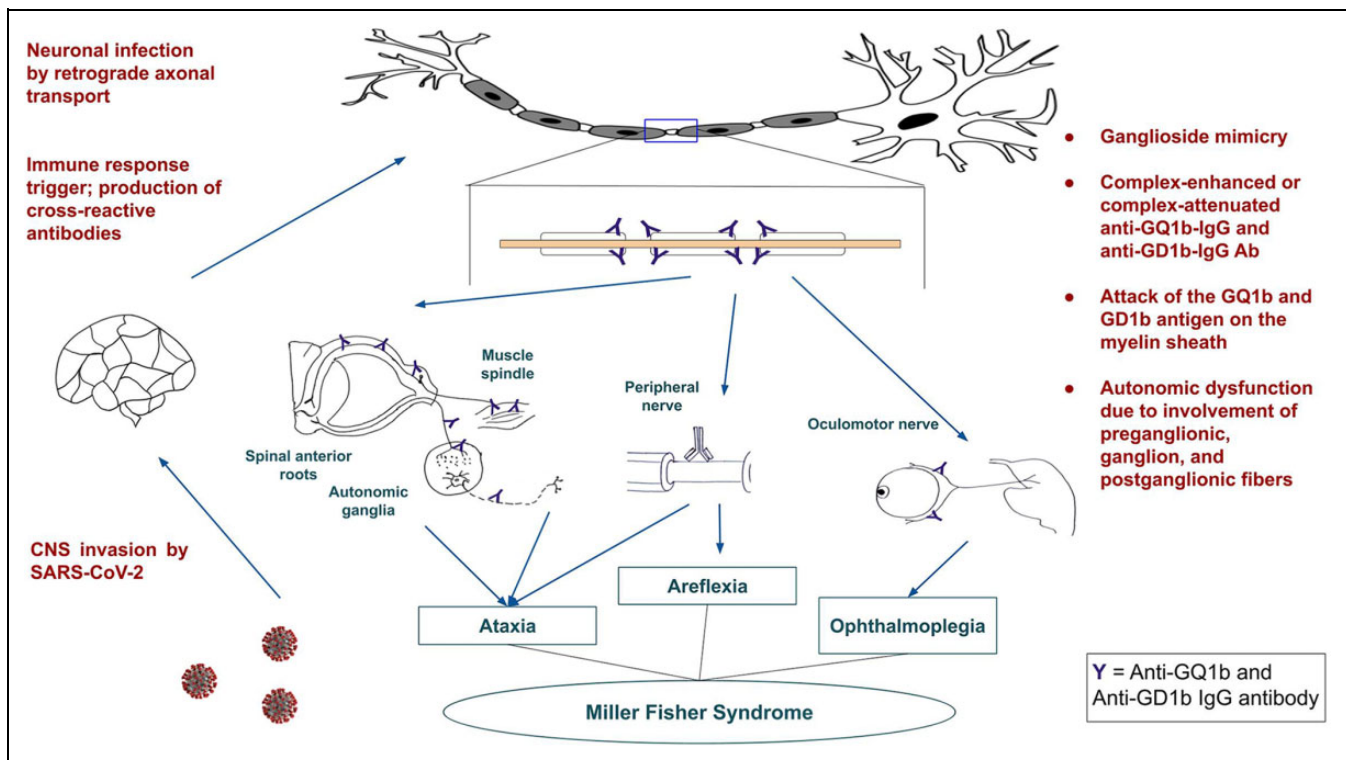 Neuronal infection
by retrograde axonal
transport
Immune response
trigger; production of
cross-reactive
antibodies
CNS invasion by
SARS-CoV-2
Muscle
spindle
Spinal anterior
roots
Autonomic
ganglia
Peripheral
nerve
Oculomotor nerve
Ataxia
Areflexia
Ophthalmoplegia
Miller Fisher Syndrome
● Ganglioside mimicry
● Complex-enhanced or
complex-attenuated
anti-GQ1b-IgG and
anti-GD1b-IgG Ab
● Attack of the GQ1b and
GD1b antigen on the
myelin sheath
● Autonomic dysfunction
due to involvement of
preganglionic,
ganglion, and
postganglionic fibers
Y = Anti-GQ1b and
Anti-GD1b IgG antibody